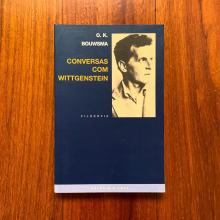 O. K.
BOUWSMA
CONVERSAS
COM
WITTGENSTEIN
FILOSOFIA